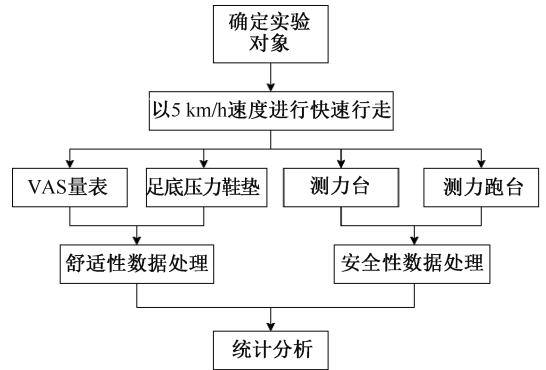 确定实验
对象
以5 km/h速度进行快速行走
VAS量表
足底压力鞋垫
测力台
测力跑台
舒适性数据处理
安全性数据处理
统计分析